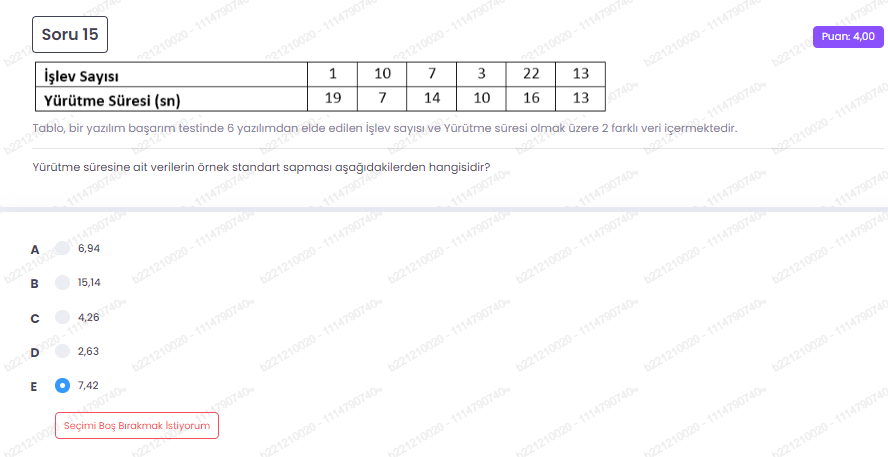 Soru 15
Puan: 4,00
İşlev Sayısı 1 10 7 3 22 13
Yürütme Süresi (sn) 19 7 14 10 16 13
Tablo, bir yazılım başarım testinde 6 yazılımdan elde edilen İşlev sayısı ve Yürütme süresi olmak üzere 2 farklı veri içermektedir.
Yürütme süresine ait verilerin örnek standart sapması aşağıdakilerden hangisidir?
A 6,94
B 15,14
C 4,26
D 2,63
E 7,42
Seçimi Boş Bırakmak İstiyorum